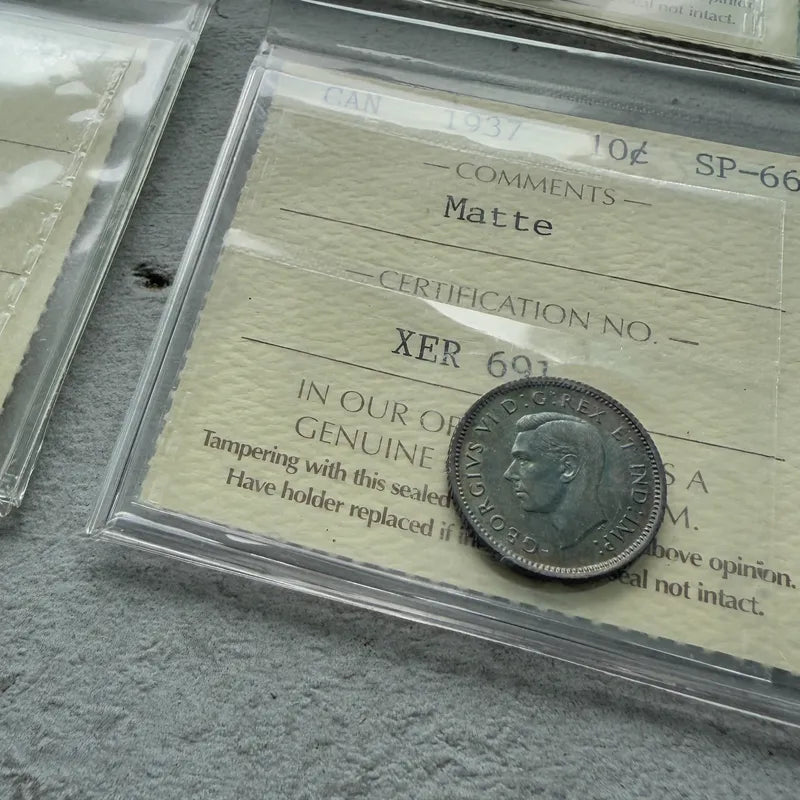 seal not intact.
CAN 1937 10¢ SP-66
— COMMENTS —
Matte
— CERTIFICATION NO. —
XER 691
IN OUR
GENUINE A
M.
Tampering with this sealed
Have holder replaced if above opinion.
seal not intact.
GEORGIVS VI D:G:REX ET IND:IMP: